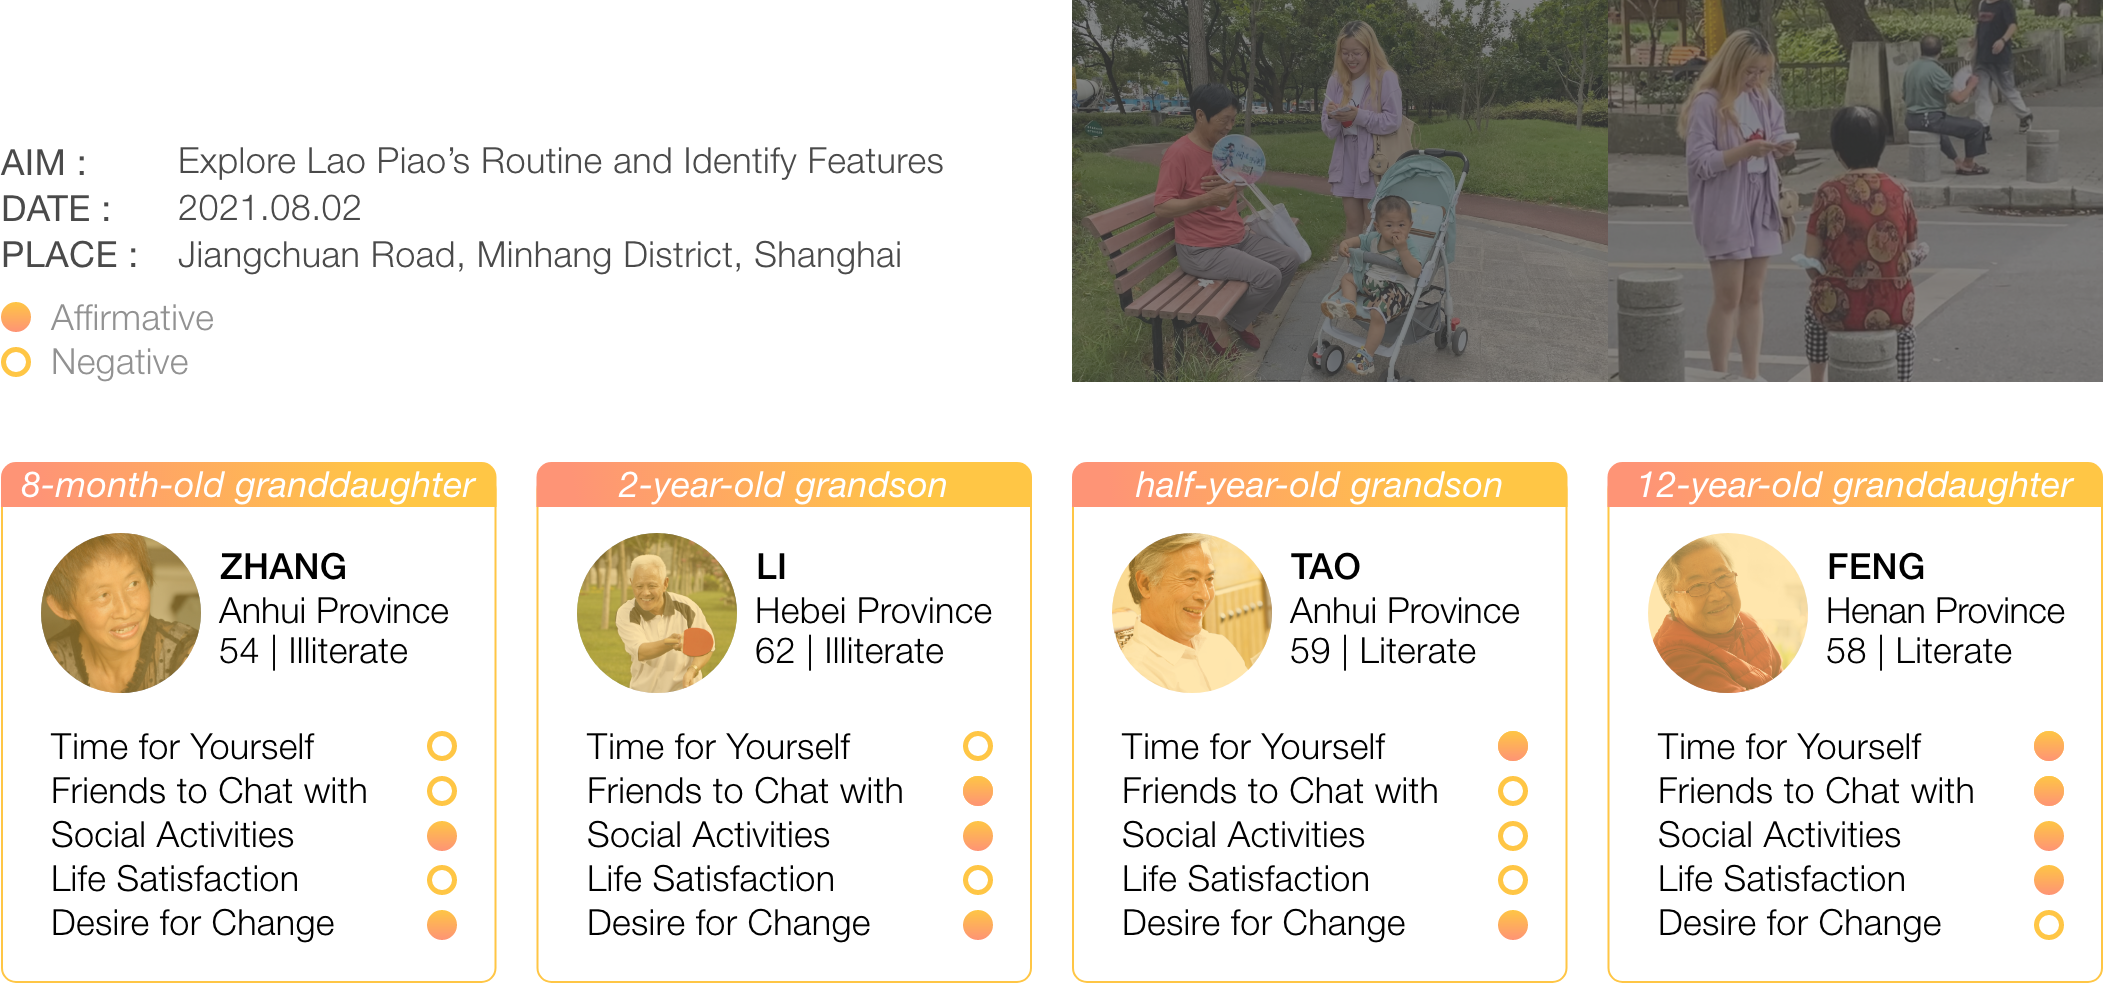 AIM : Explore Lao Piao’s Routine and Identify Features
DATE : 2021.08.02
PLACE : Jiangchuan Road, Minhang District, Shanghai
Affirmative
Negative
8-month-old granddaughter
ZHANG
Anhui Province
54 | Illiterate
Time for Yourself
Friends to Chat with
Social Activities
Life Satisfaction
Desire for Change
2-year-old grandson
LI
Hebei Province
62 | Illiterate
Time for Yourself
Friends to Chat with
Social Activities
Life Satisfaction
Desire for Change
half-year-old grandson
TAO
Anhui Province
59 | Literate
Time for Yourself
Friends to Chat with
Social Activities
Life Satisfaction
Desire for Change
12-year-old granddaughter
FENG
Henan Province
58 | Literate
Time for Yourself
Friends to Chat with
Social Activities
Life Satisfaction
Desire for Change